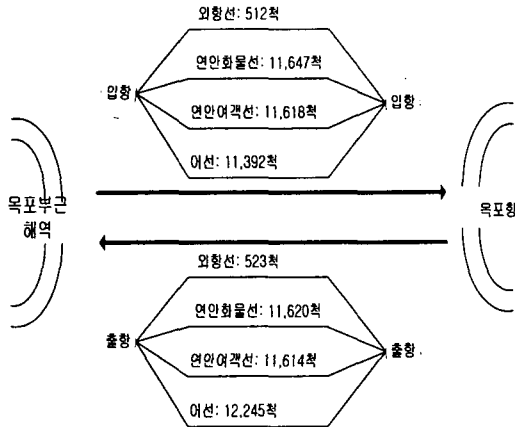 외항선: 512척
연안화물선: 11,647척
입항
입항
연안여객선: 11,618척
어선: 11,392척
목포부근
해역
목포항
외항선: 523척
연안화물선: 11,620척
출항
출항
연안여객선: 11,614척
어선: 12,245척